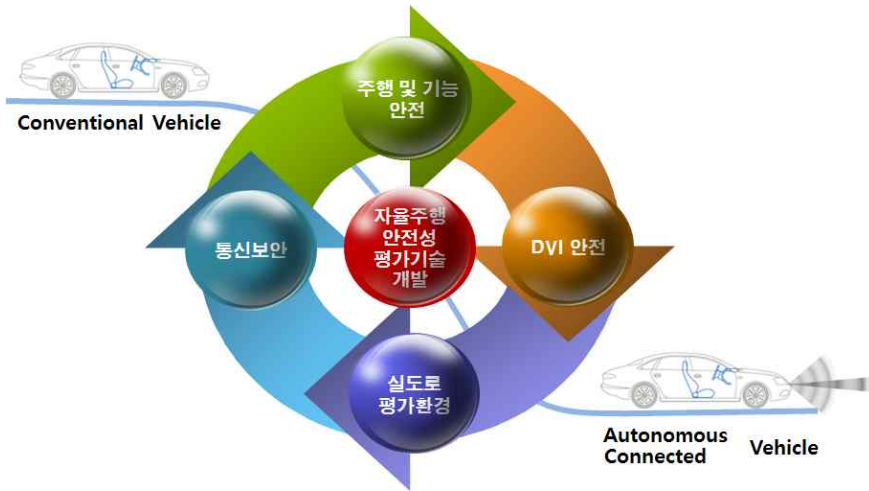 Conventional Vehicle
주행 및 기능
안전
통신보안
자율주행
안전성
평가기술
개발
DVI 안전
실도로
평가환경
Autonomous
Connected Vehicle